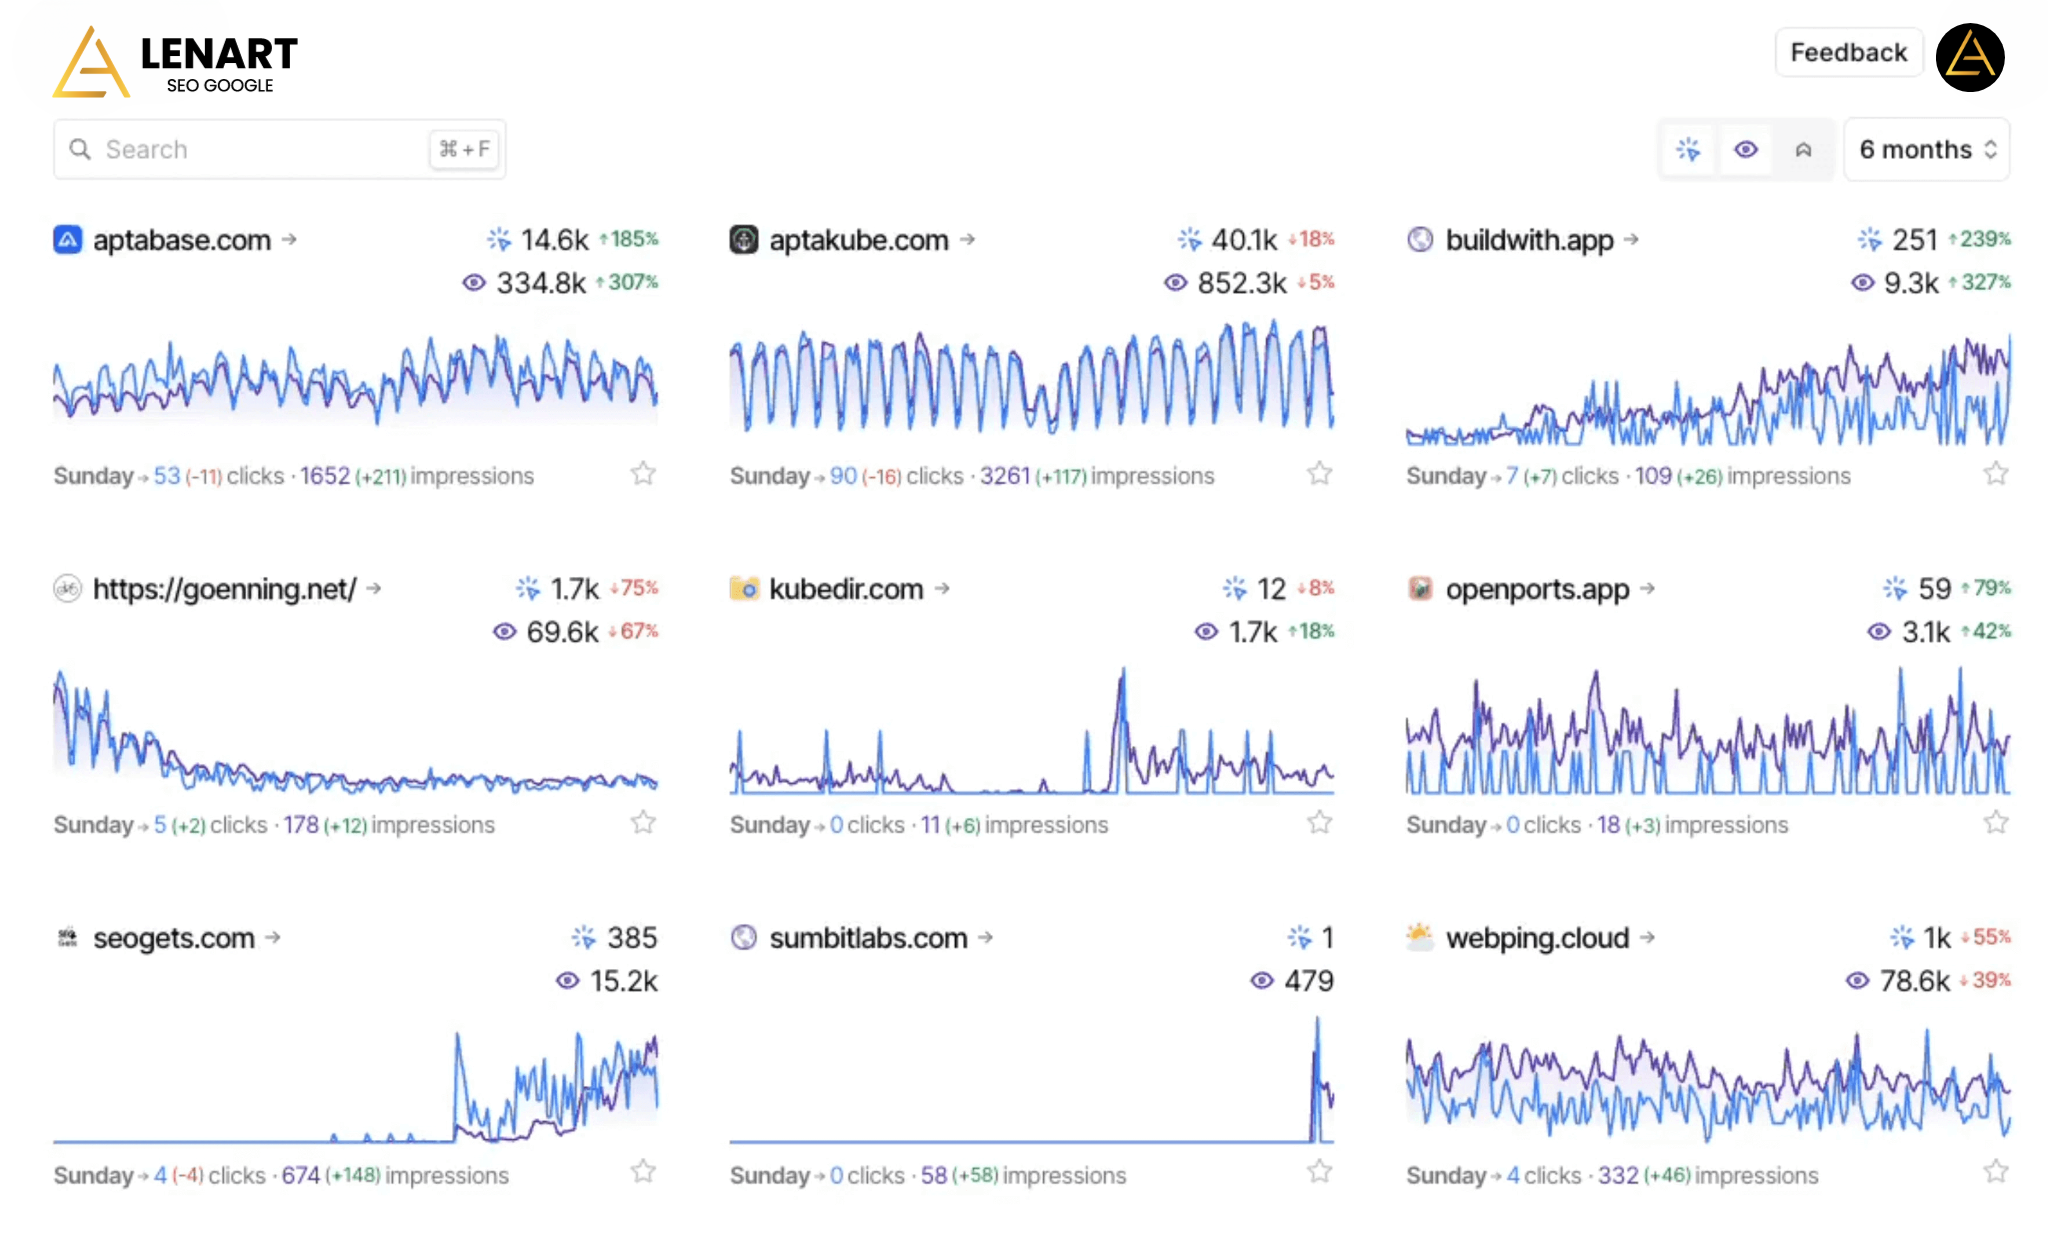 LENART
SEO GOOGLE
Feedback
Search ⌘ + F
6 months
aptabase.com → 14.6k ↑185%
334.8k ↑307%
Sunday → 53 (-11) clicks · 1652 (+211) impressions
aptakube.com → 40.1k ↓18%
852.3k ↓5%
Sunday → 90 (-16) clicks · 3261 (+117) impressions
buildwith.app → 251 ↑239%
9.3k ↑327%
Sunday → 7 (+7) clicks · 109 (+26) impressions
https://goenning.net/ → 1.7k ↓75%
69.6k ↓67%
Sunday → 5 (+2) clicks · 178 (+12) impressions
kubedir.com → 12 ↓8%
1.7k ↑18%
Sunday → 0 clicks · 11 (+6) impressions
openports.app → 59 ↑79%
3.1k ↑42%
Sunday → 0 clicks · 18 (+3) impressions
seogets.com → 385
15.2k
Sunday → 4 (-4) clicks · 674 (+148) impressions
sumbitlabs.com → 1
479
Sunday → 0 clicks · 58 (+58) impressions
webping.cloud → 1k ↓55%
78.6k ↓39%
Sunday → 4 clicks · 332 (+46) impressions